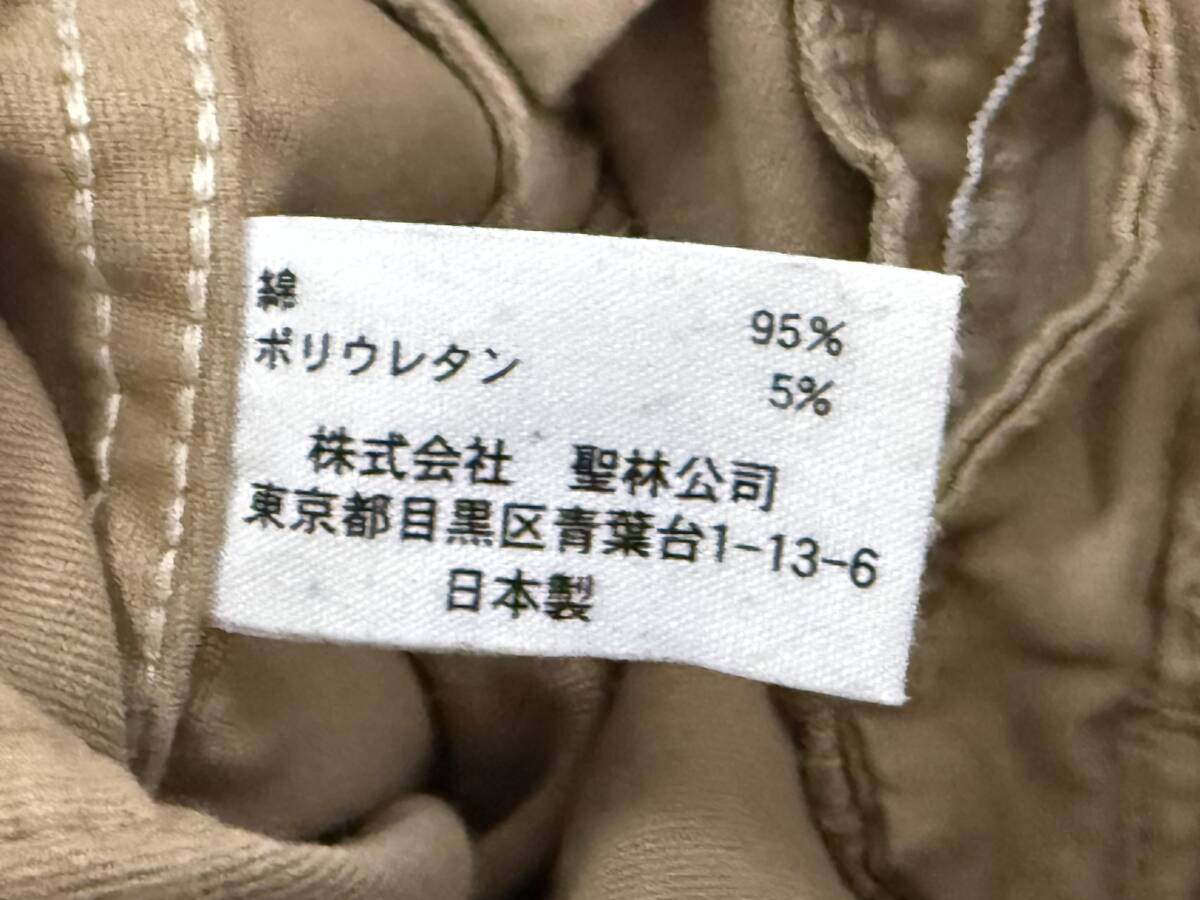 綿 95%
ポリウレタン 5%
株式会社 聖林公司
東京都目黒区青葉台1-13-6
日本製